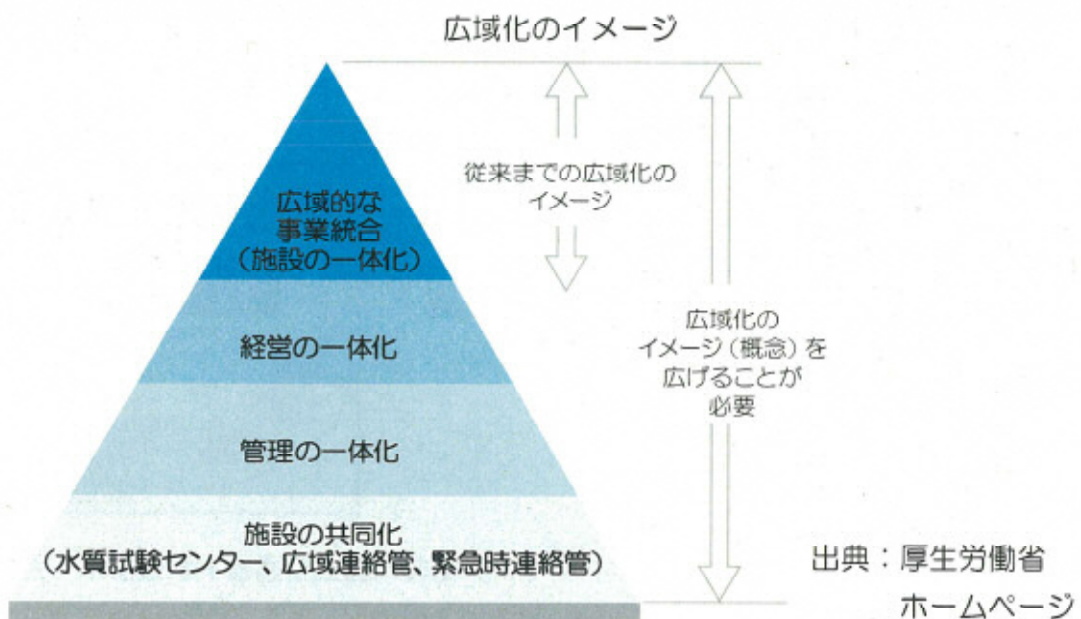 広域化のイメージ
広域的な
事業統合
（施設の一体化）
経営の一体化
管理の一体化
施設の共同化
（水質試験センター、広域連絡管、緊急時連絡管）
従来までの広域化の
イメージ
広域化の
イメージ（概念）を
広げることが
必要
出典：厚生労働省
ホームページ